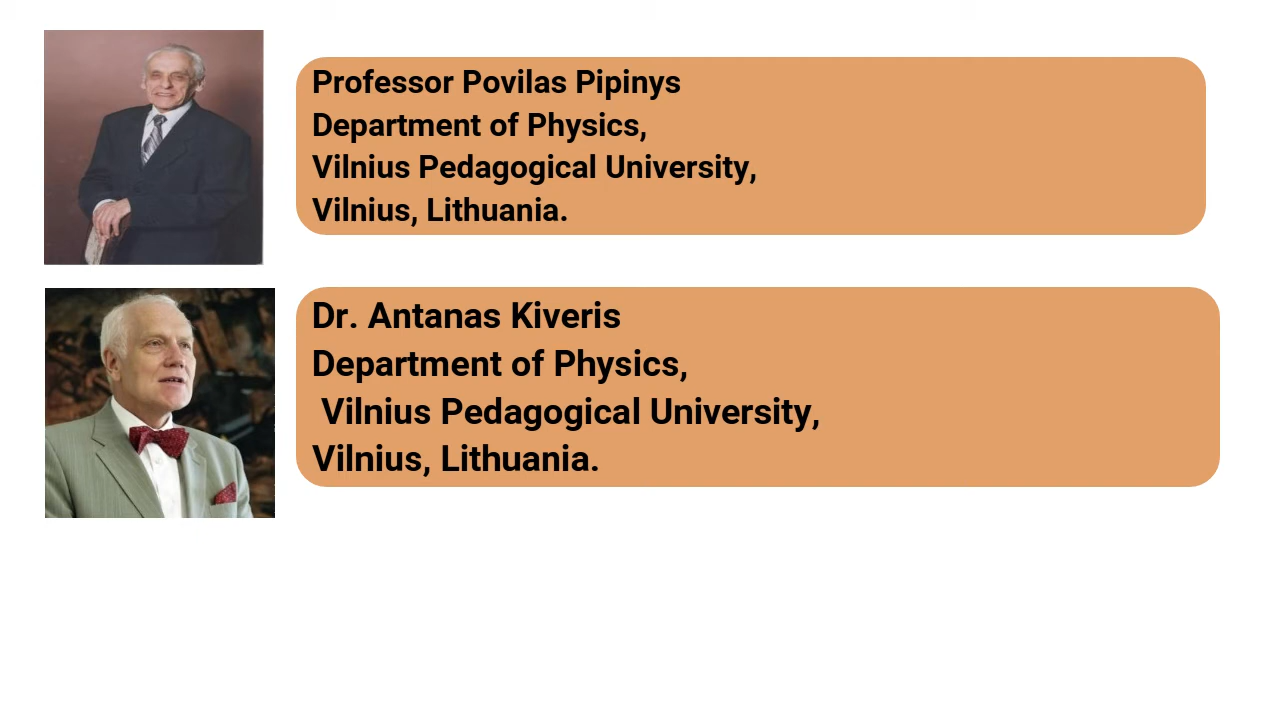 Professor Povilas Pipinys
Department of Physics,
Vilnius Pedagogical University,
Vilnius, Lithuania.
Dr. Antanas Kiveris
Department of Physics,
Vilnius Pedagogical University,
Vilnius, Lithuania.